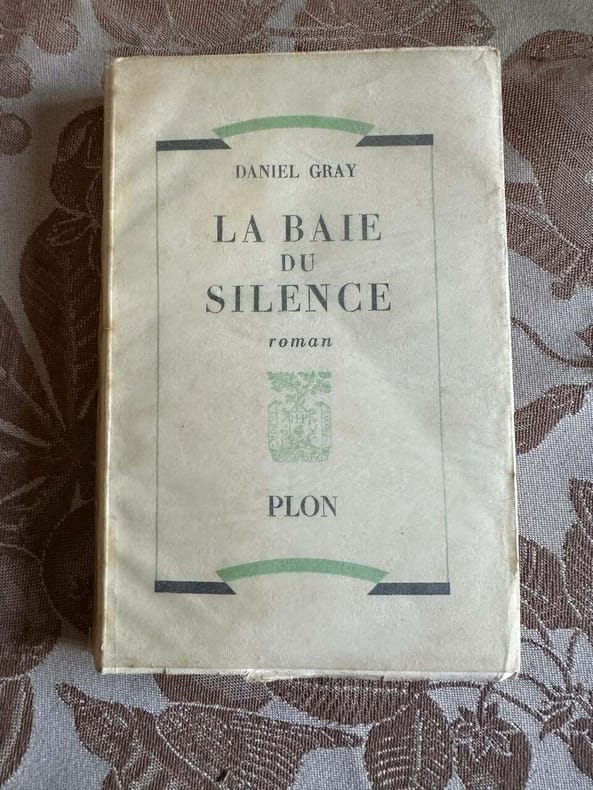 DANIEL GRAY
LA BAIE
DU
SILENCE
roman
PLON